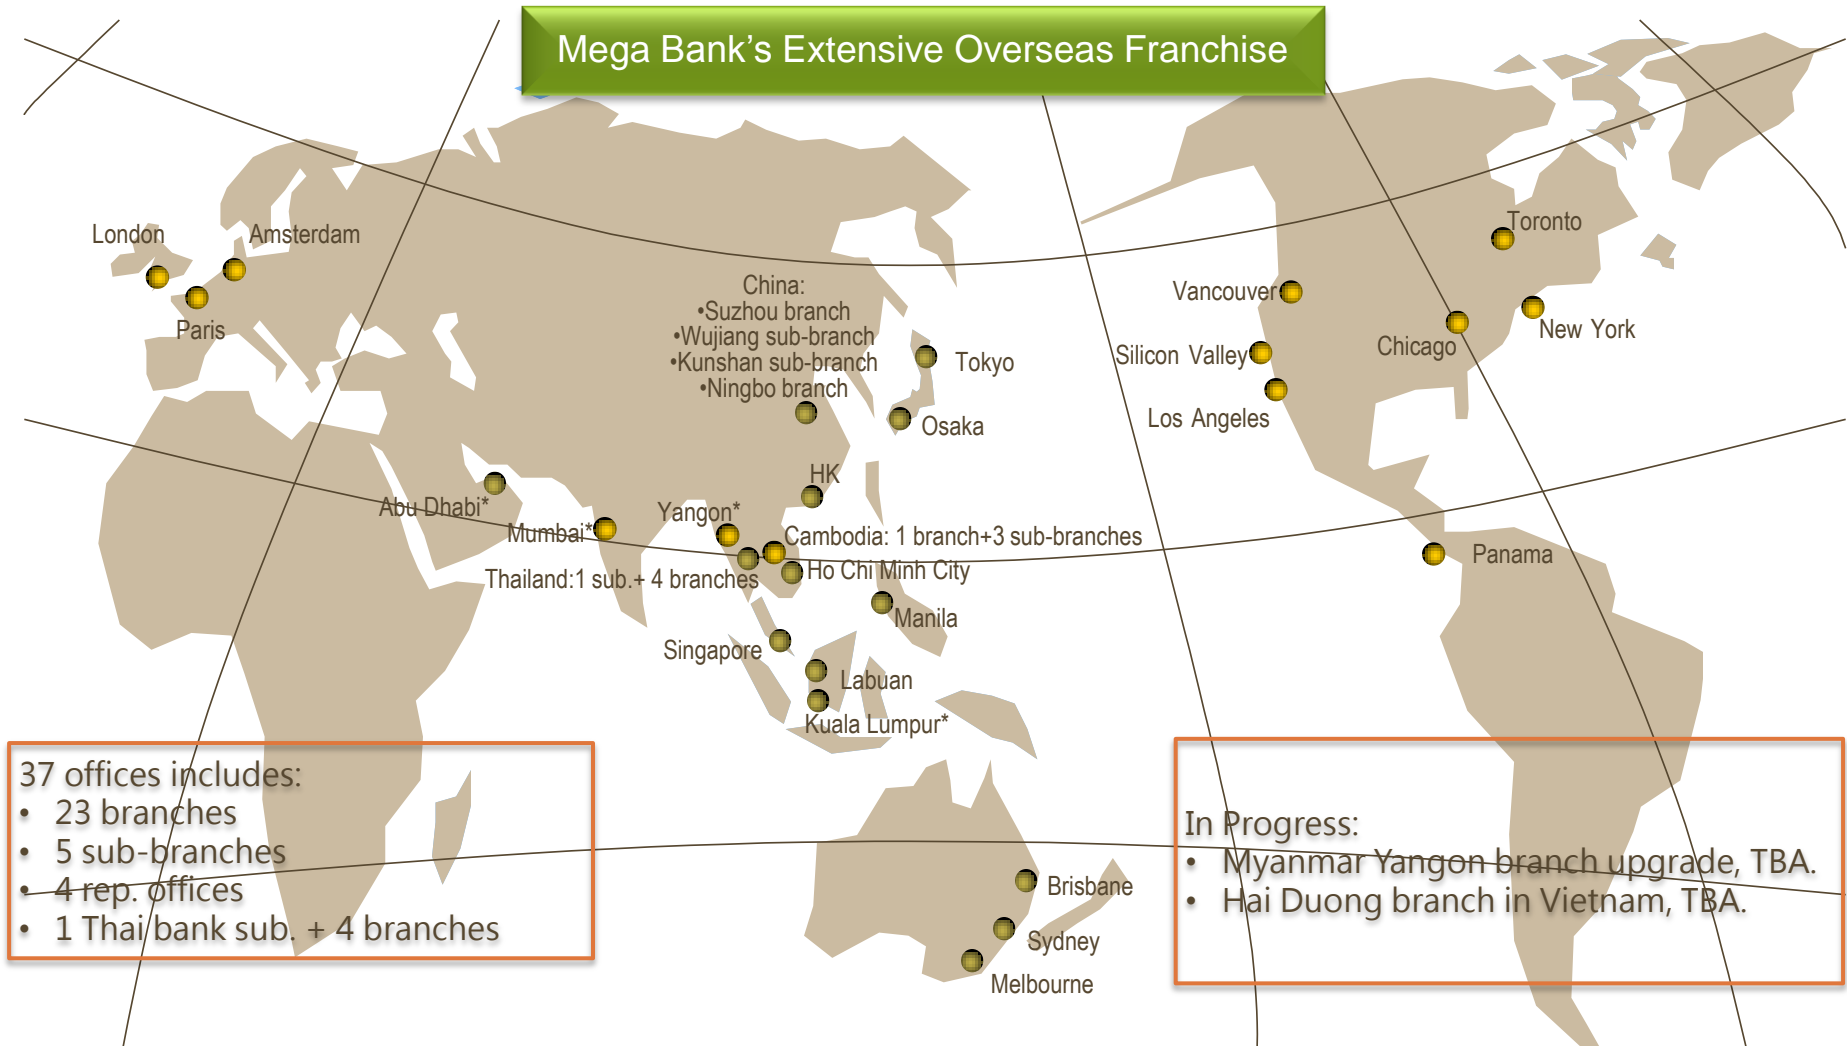 Mega Bank's Extensive Overseas Franchise
London
Amsterdam
Paris
China:
•Suzhou branch
•Wujiang sub-branch
•Kunshan sub-branch
•Ningbo branch
Tokyo
Osaka
HK
Abu Dhabi*
Mumbai*
Yangon*
Cambodia: 1 branch+3 sub-branches
Thailand:1 sub.+ 4 branches
Ho Chi Minh City
Manila
Singapore
Labuan
Kuala Lumpur*
Brisbane
Sydney
Melbourne
Toronto
Vancouver
New York
Chicago
Silicon Valley
Los Angeles
Panama
37 offices includes:
• 23 branches
• 5 sub-branches
• 4 rep. offices
• 1 Thai bank sub. + 4 branches
In Progress:
• Myanmar Yangon branch upgrade, TBA.
• Hai Duong branch in Vietnam, TBA.